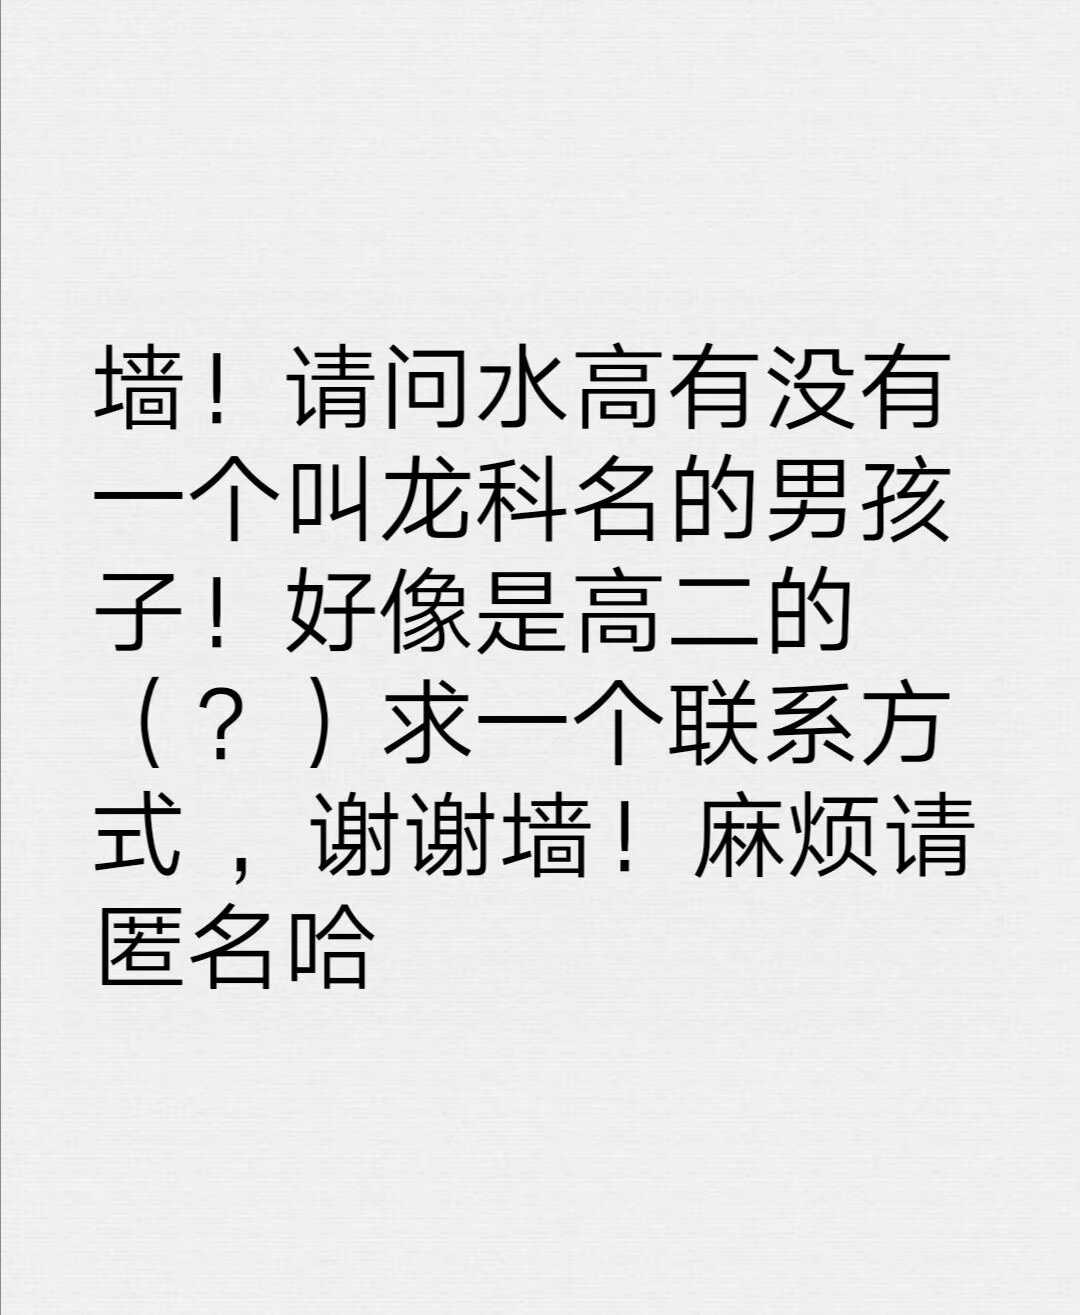 墙！请问水高有没有
一个叫龙科名的男孩
子！好像是高二的
（？）求一个联系方
式，谢谢墙！麻烦请
匿名哈